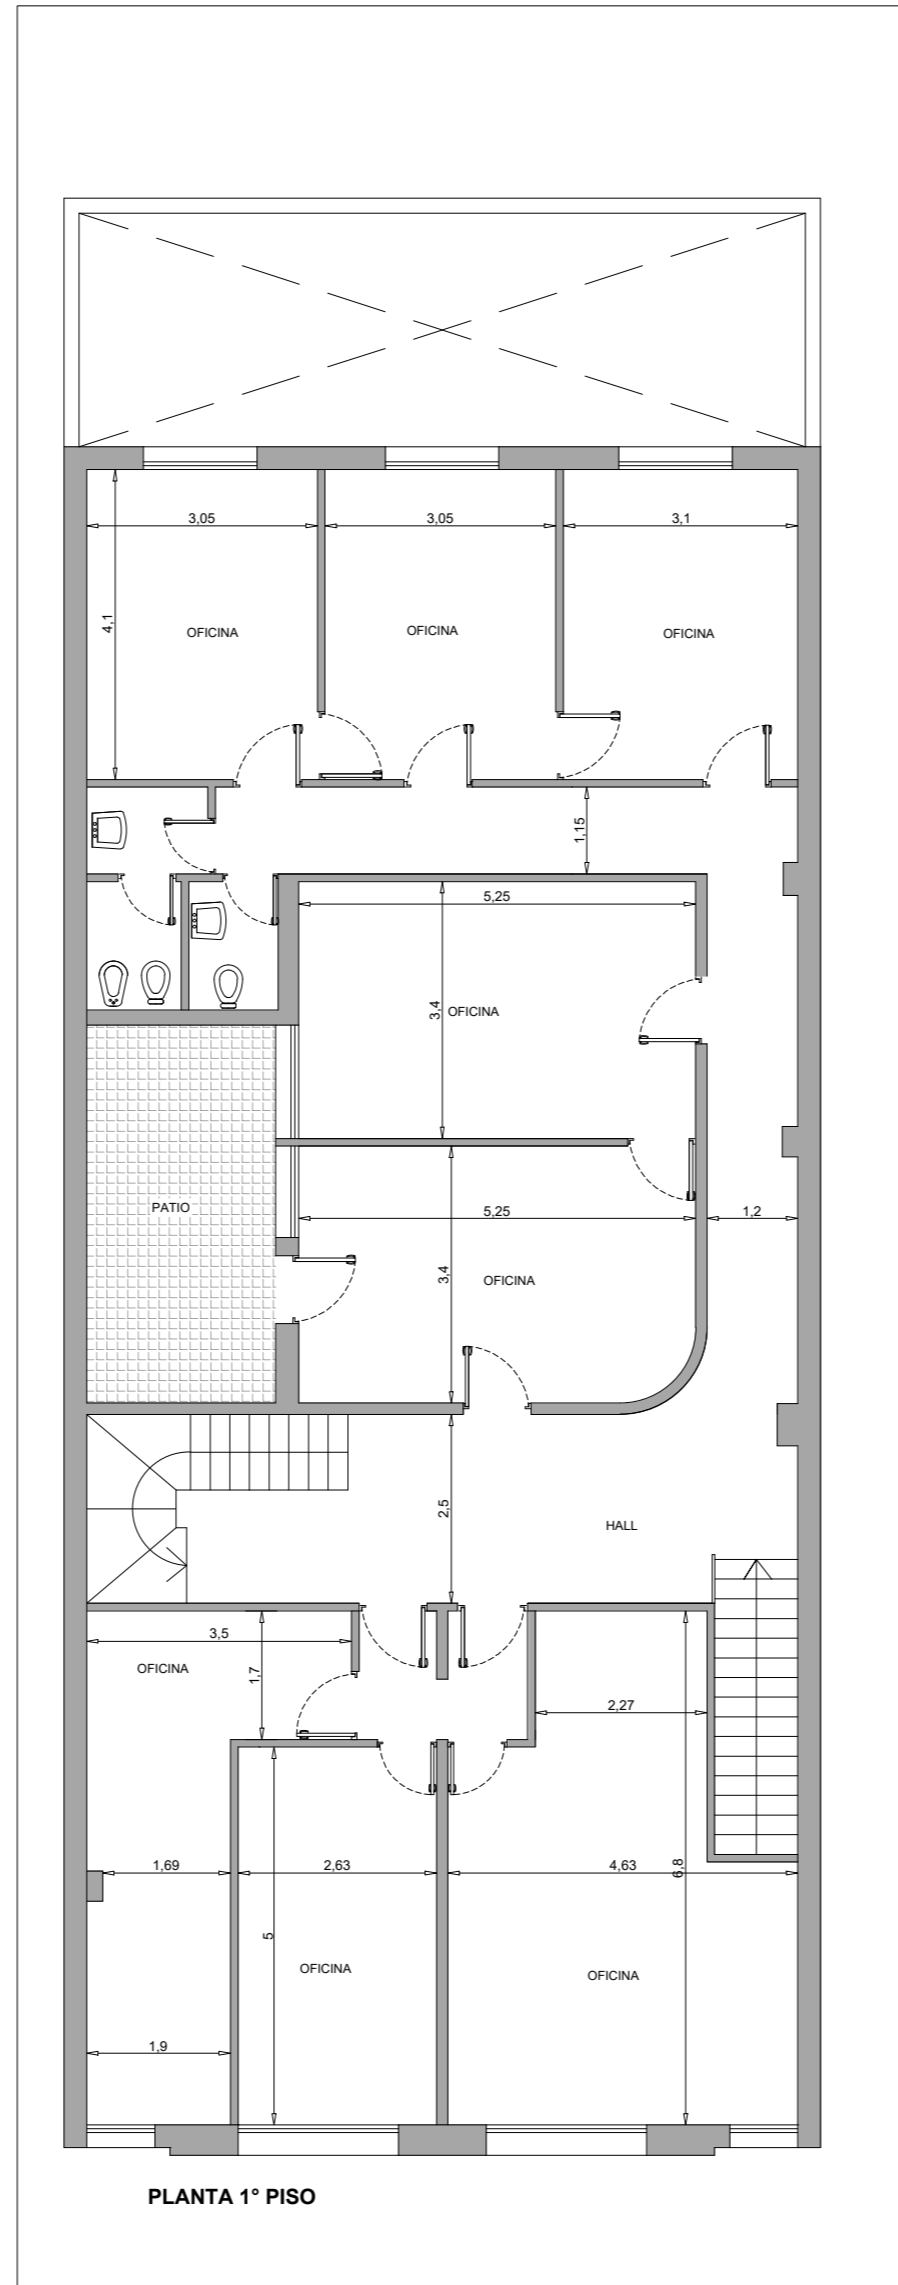 3,05
3,05
3,1
4,1
OFICINA
OFICINA
OFICINA
1,15
5,25
3,4
OFICINA
PATIO
5,25
1,2
3,4
OFICINA
2,5
HALL
3,5
OFICINA
1,7
2,27
1,69
2,63
4,63
6,8
5
OFICINA
OFICINA
1,9
PLANTA 1° PISO